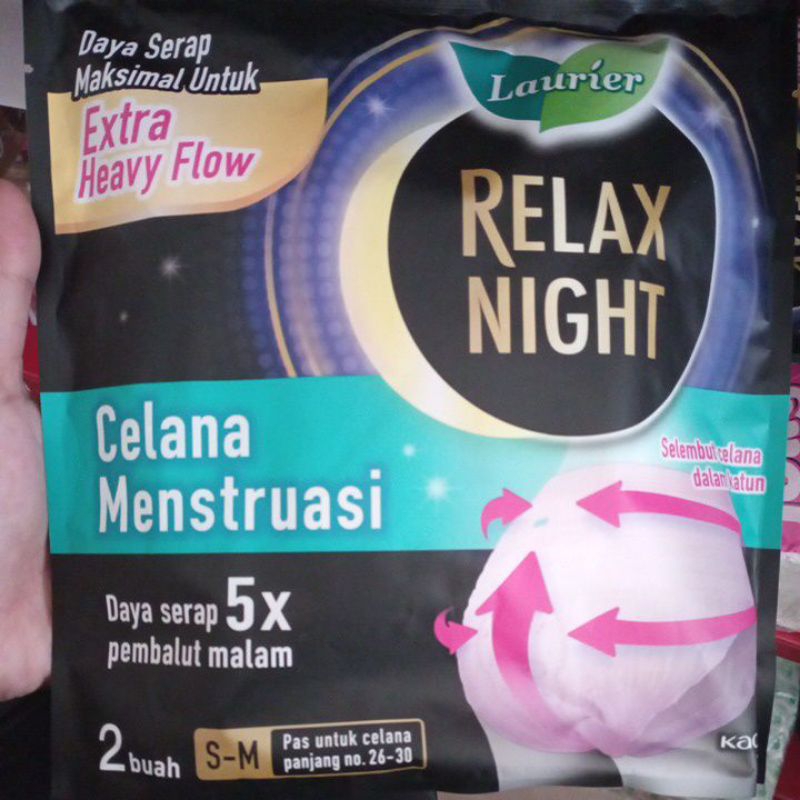 Daya Serap
Maksimal Untuk
Extra
Heavy Flow
Laurier
RELAX
NIGHT
Celana
Menstruasi
Selembut celana
dalam katun
Daya serap 5x
pembalut malam
2 buah
S-M
Pas untuk celana
panjang no. 26-30
Kao